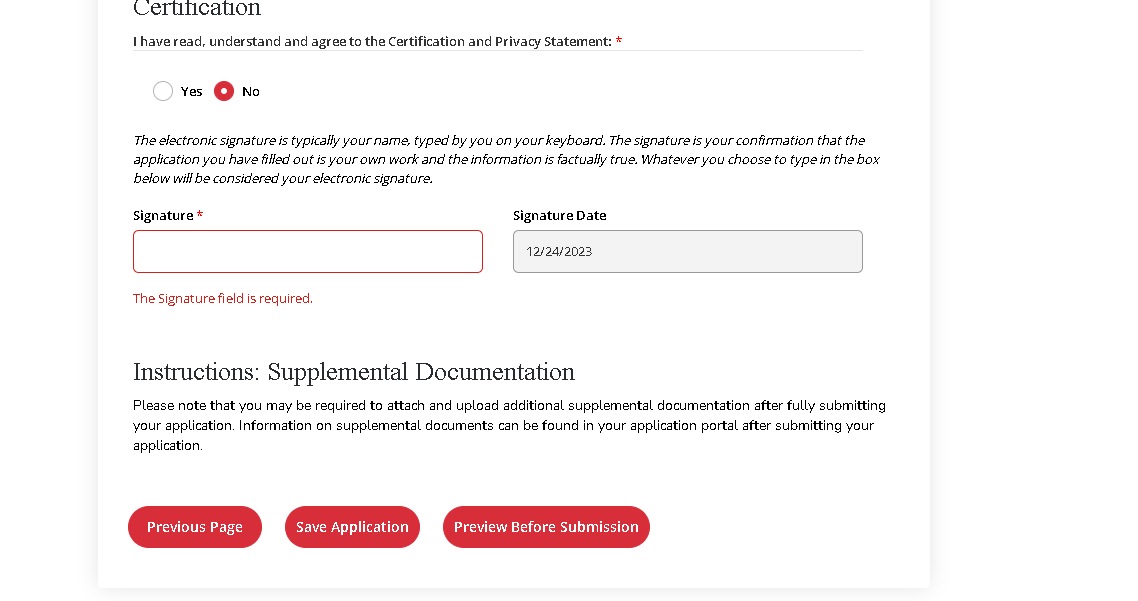 Certification
I have read, understand and agree to the Certification and Privacy Statement: *
Yes No
The electronic signature is typically your name, typed by you on your keyboard. The signature is your confirmation that the
application you have filled out is your own work and the information is factually true. Whatever you choose to type in the box
below will be considered your electronic signature.
Signature * Signature Date
12/24/2023
The Signature field is required.
Instructions: Supplemental Documentation
Please note that you may be required to attach and upload additional supplemental documentation after fully submitting
your application. Information on supplemental documents can be found in your application portal after submitting your
application.
Previous Page Save Application Preview Before Submission